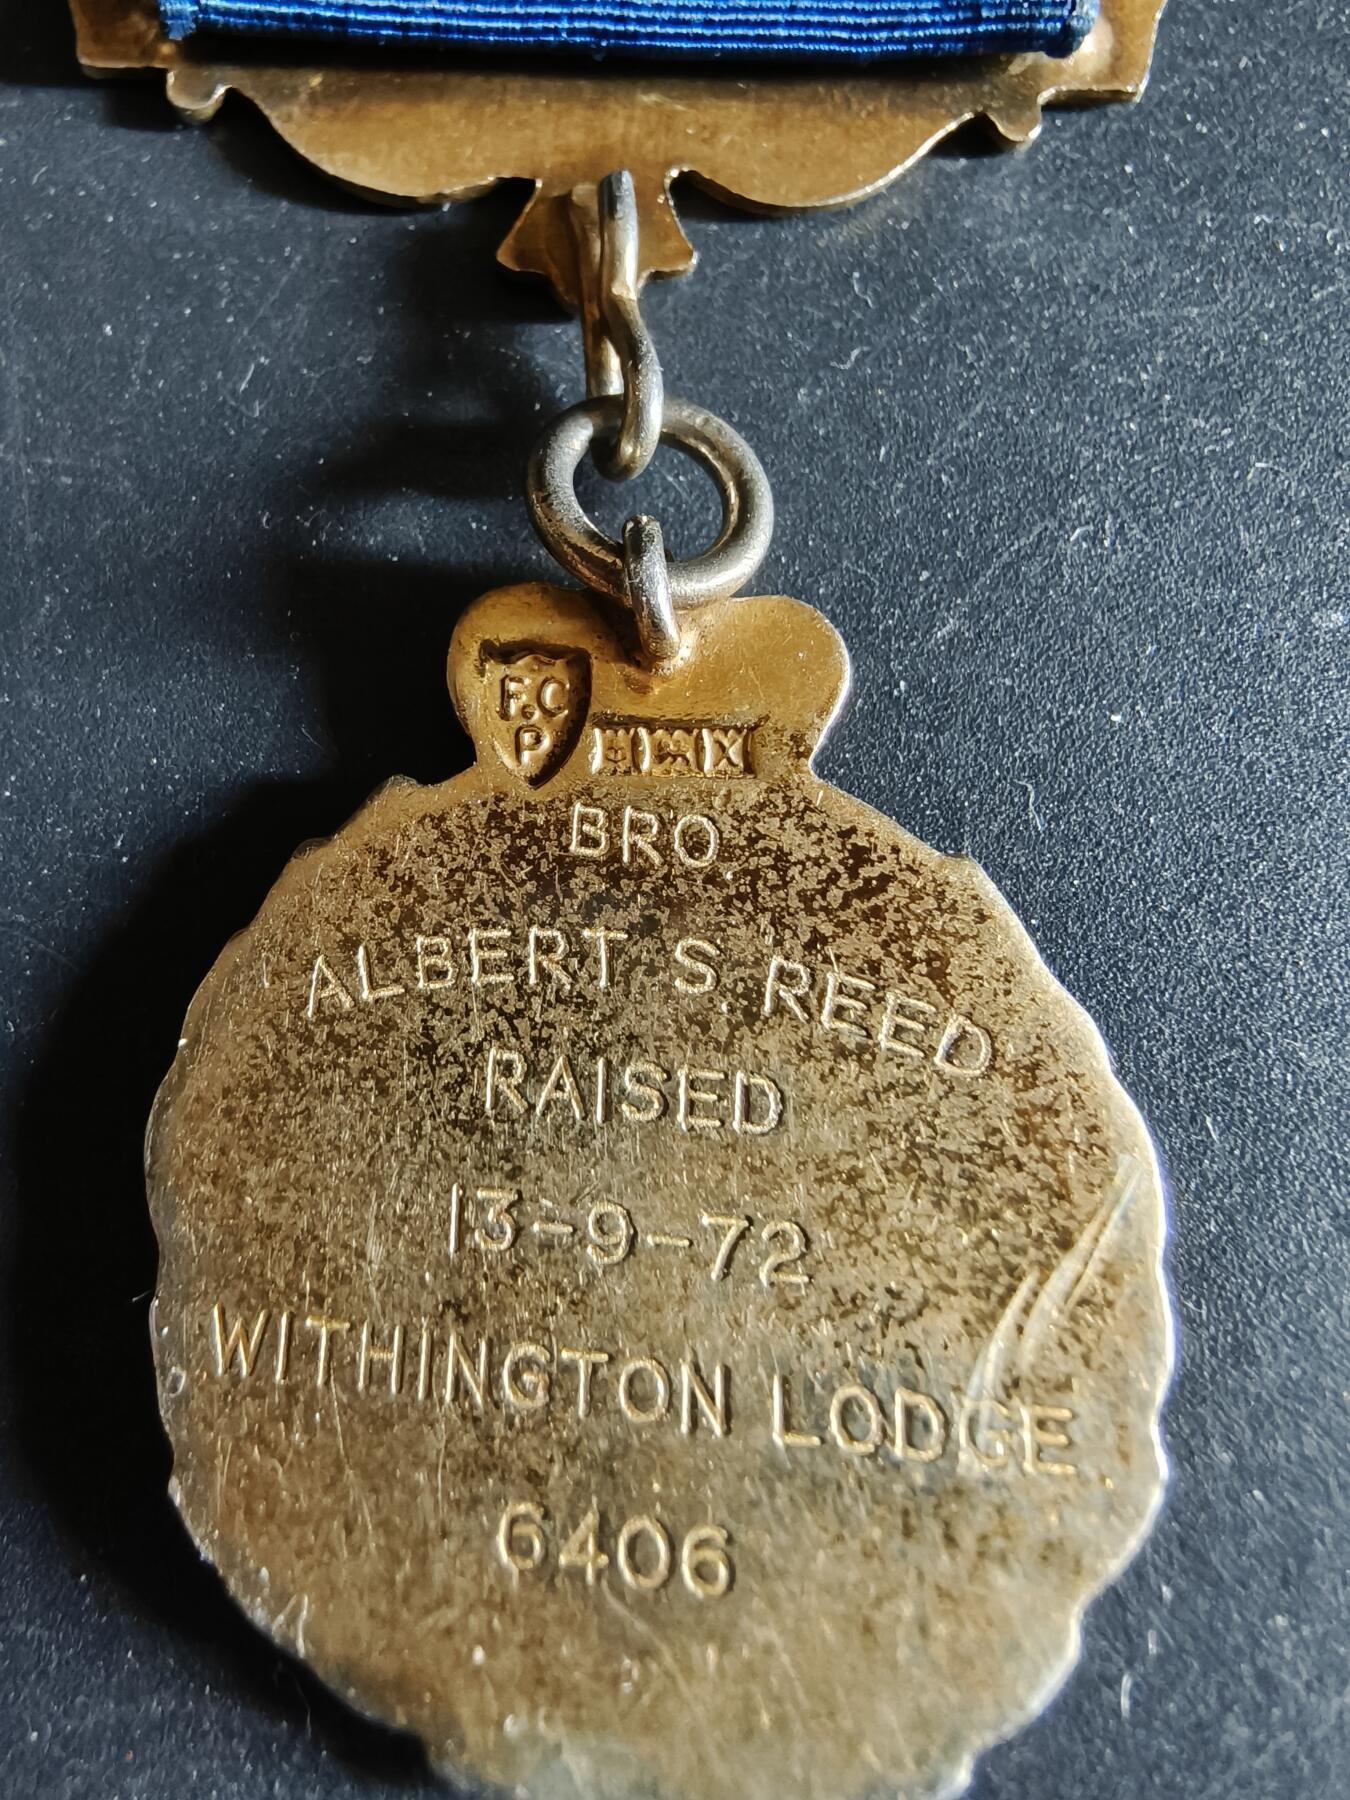 F.C
P
X
BRO.
ALBERT S. REED
RAISED
13-9-72
WITHINGTON LODGE
6406